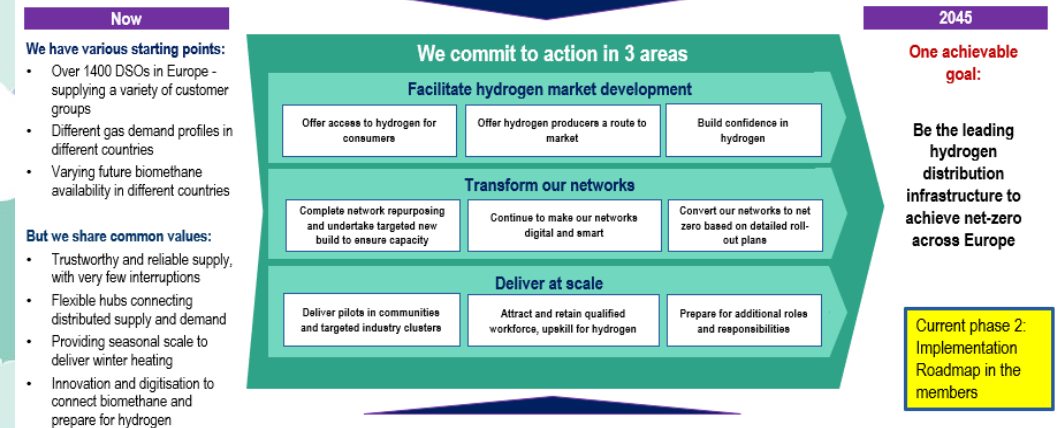 Now
We have various starting points:
• Over 1400 DSOs in Europe -
supplying a variety of customer
groups
• Different gas demand profiles in
different countries
• Varying future biomethane
availability in different countries
But we share common values:
• Trustworthy and reliable supply,
with very few interruptions
• Flexible hubs connecting
distributed supply and demand
• Providing seasonal scale to
deliver winter heating
• Innovation and digitisation to
connect biomethane and
prepare for hydrogen
We commit to action in 3 areas
Facilitate hydrogen market development
Offer access to hydrogen for
consumers
Offer hydrogen producers a route to
market
Build confidence in
hydrogen
Transform our networks
Complete network repurposing
and undertake targeted new
build to ensure capacity
Continue to make our networks
digital and smart
Convert our networks to net
zero based on detailed roll-
out plans
Deliver at scale
Deliver pilots in communities
and targeted industry clusters
Attract and retain qualified
workforce, upskill for hydrogen
Prepare for additional roles
and responsibilities
2045
One achievable
goal:
Be the leading
hydrogen
distribution
infrastructure to
achieve net-zero
across Europe
Current phase 2:
Implementation
Roadmap in the
members